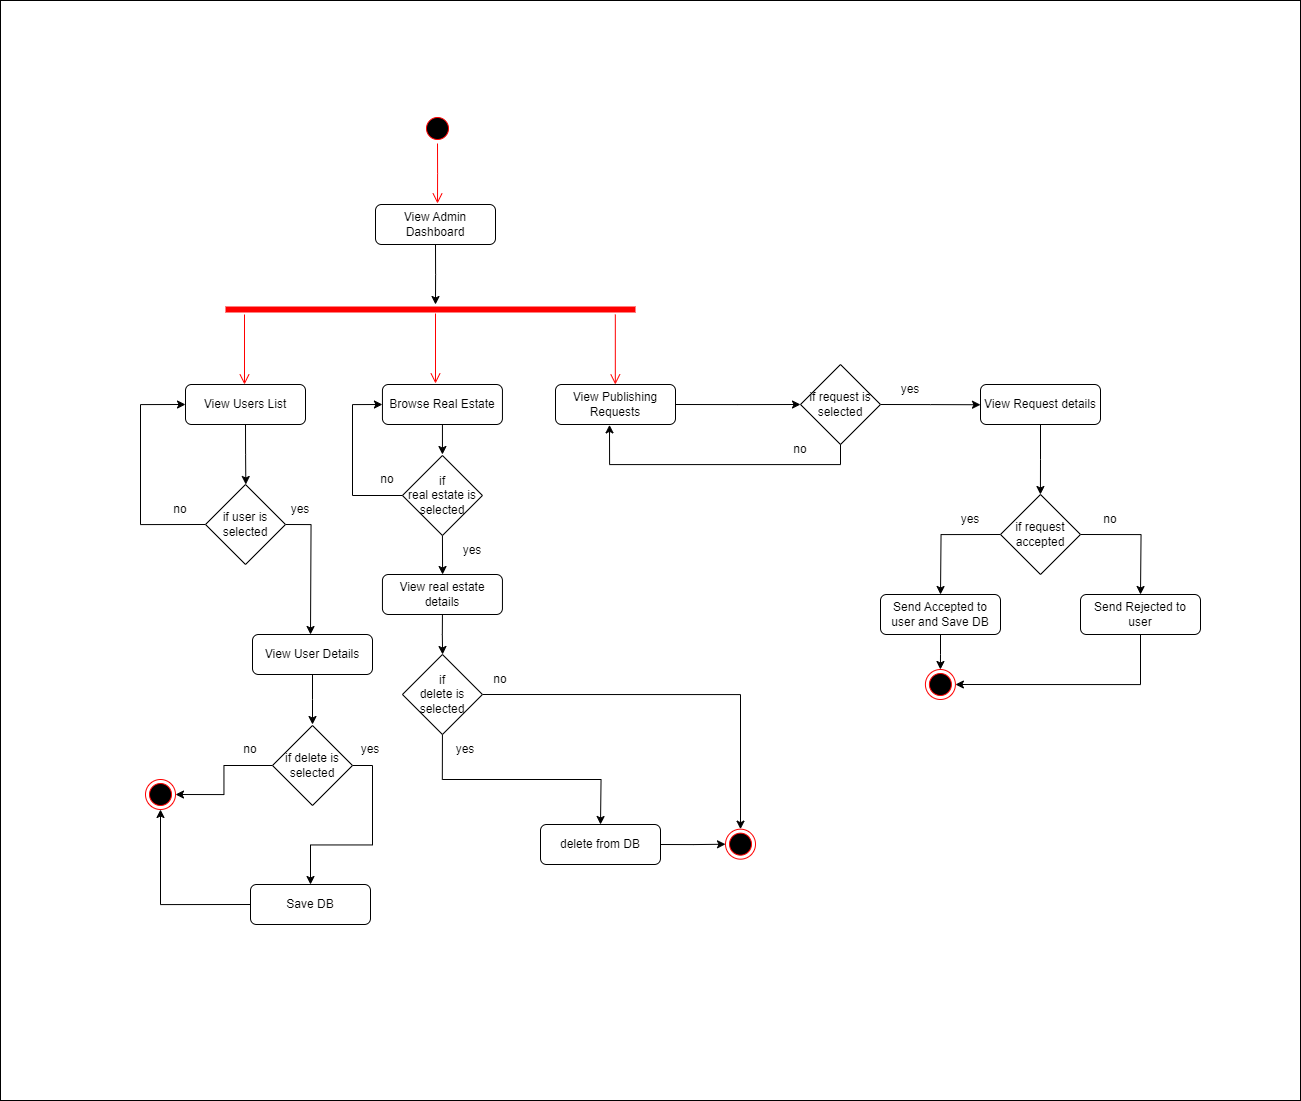 View Admin
Dashboard
View Users List
Browse Real Estate
View Publishing
Requests
if request is
selected
yes
View Request details
no
if user is
selected
no
yes
if
real estate is
selected
no
yes
if request
accepted
yes
no
View real estate
details
Send Accepted to
user and Save DB
Send Rejected to
user
View User Details
if
delete is
selected
no
yes
if delete is
selected
no
yes
delete from DB
Save DB